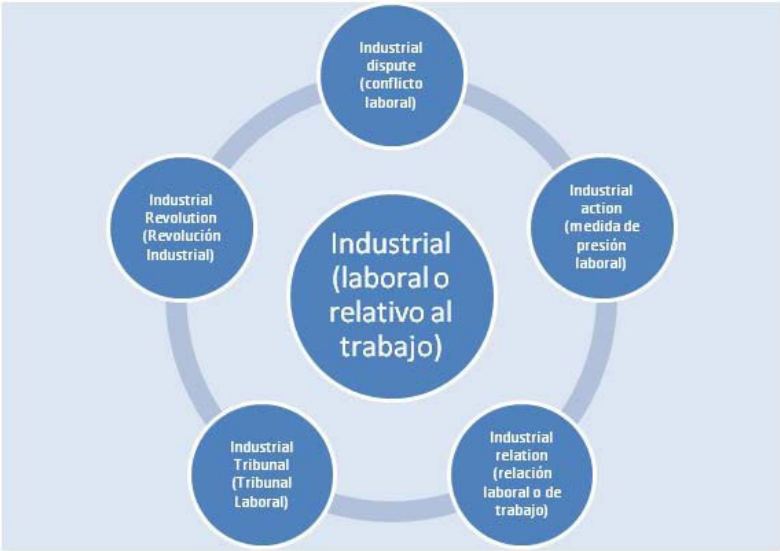 Industrial
dispute
(conflicto
laboral)
Industrial
action
(medida de
presión
laboral)
Industrial
relation
(relación
laboral o de
trabajo)
Industrial
Tribunal
(Tribunal
Laboral)
Industrial
Revolution
(Revolución
Industrial)
Industrial
(laboral o
relativo al
trabajo)